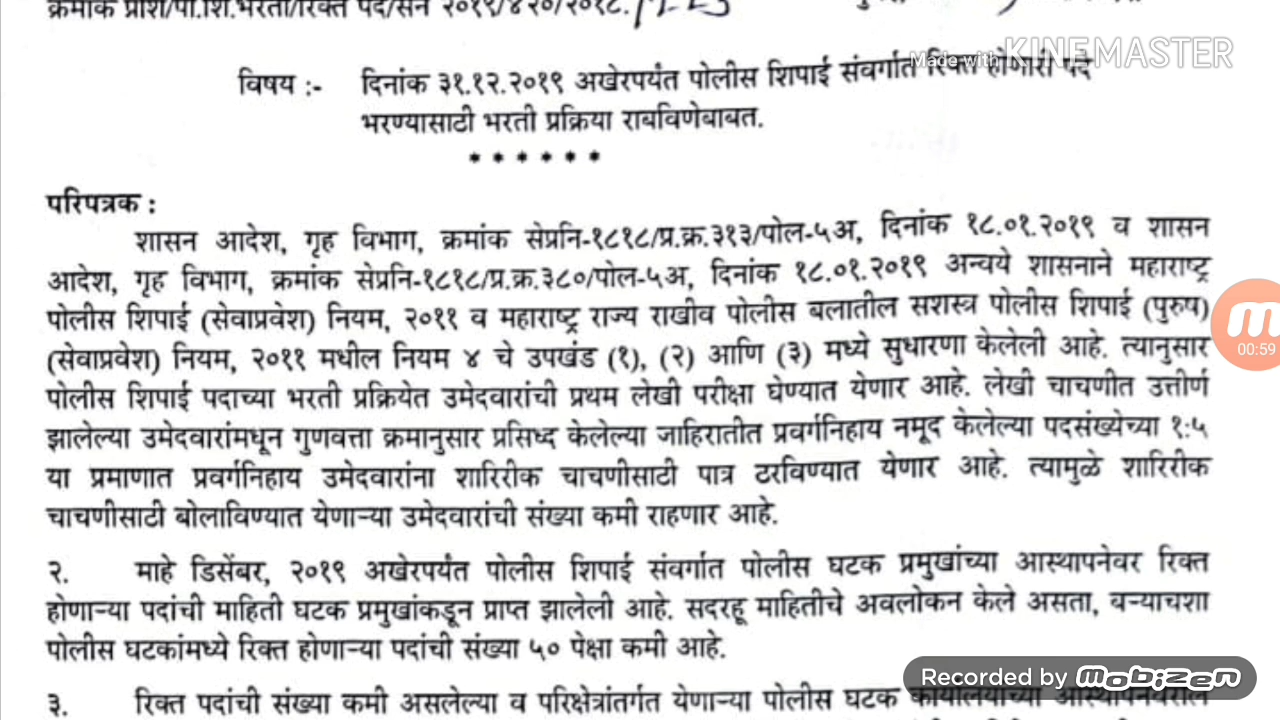 क्रमांक प्रशि/पो.शि.भरती/रिक्त पदे/सन २०१९/४२०/२०१८.
Made with KINEMASTER
विषय :- दिनांक ३१.१२.२०१९ अखेरपर्यंत पोलीस शिपाई संवर्गात रिक्त होणारी पदे
भरण्यासाठी भरती प्रक्रिया राबविणेबाबत.
* * * * * *
परिपत्रक :
शासन आदेश, गृह विभाग, क्रमांक सेप्रनि-१८१८/प्र.क्र.३१३/पोल-५अ, दिनांक १८.०१.२०१९ व शासन
आदेश, गृह विभाग, क्रमांक सेप्रनि-१८१८/प्र.क्र.३८०/पोल-५अ, दिनांक १८.०१.२०१९ अन्वये शासनाने महाराष्ट्र
पोलीस शिपाई (सेवाप्रवेश) नियम, २०११ व महाराष्ट्र राज्य राखीव पोलीस बलातील सशस्त्र पोलीस शिपाई (पुरुष)
(सेवाप्रवेश) नियम, २०११ मधील नियम ४ चे उपखंड (१), (२) आणि (३) मध्ये सुधारणा केलेली आहे. त्यानुसार
पोलीस शिपाई पदाच्या भरती प्रक्रियेत उमेदवारांची प्रथम लेखी परीक्षा घेण्यात येणार आहे. लेखी चाचणीत उत्तीर्ण
झालेल्या उमेदवारांमधून गुणवत्ता क्रमानुसार प्रसिध्द केलेल्या जाहिरातीत प्रवर्गनिहाय नमूद केलेल्या पदसंख्येच्या १:५
या प्रमाणात प्रवर्गनिहाय उमेदवारांना शारिरीक चाचणीसाठी पात्र ठरविण्यात येणार आहे. त्यामुळे शारिरीक
चाचणीसाठी बोलाविण्यात येणाऱ्या उमेदवारांची संख्या कमी राहणार आहे.
00:59
२. माहे डिसेंबर, २०१९ अखेरपर्यंत पोलीस शिपाई संवर्गात पोलीस घटक प्रमुखांच्या आस्थापनेवर रिक्त
होणाऱ्या पदांची माहिती घटक प्रमुखांकडून प्राप्त झालेली आहे. सदरहू माहितीचे अवलोकन केले असता, बऱ्याचशा
पोलीस घटकांमध्ये रिक्त होणाऱ्या पदांची संख्या ५० पेक्षा कमी आहे.
Recorded by mobizen
३. रिक्त पदांची संख्या कमी असलेल्या व परिक्षेत्रांतर्गत येणाऱ्या पोलीस घटक कार्यालयाच्या आस्थापनेवरील